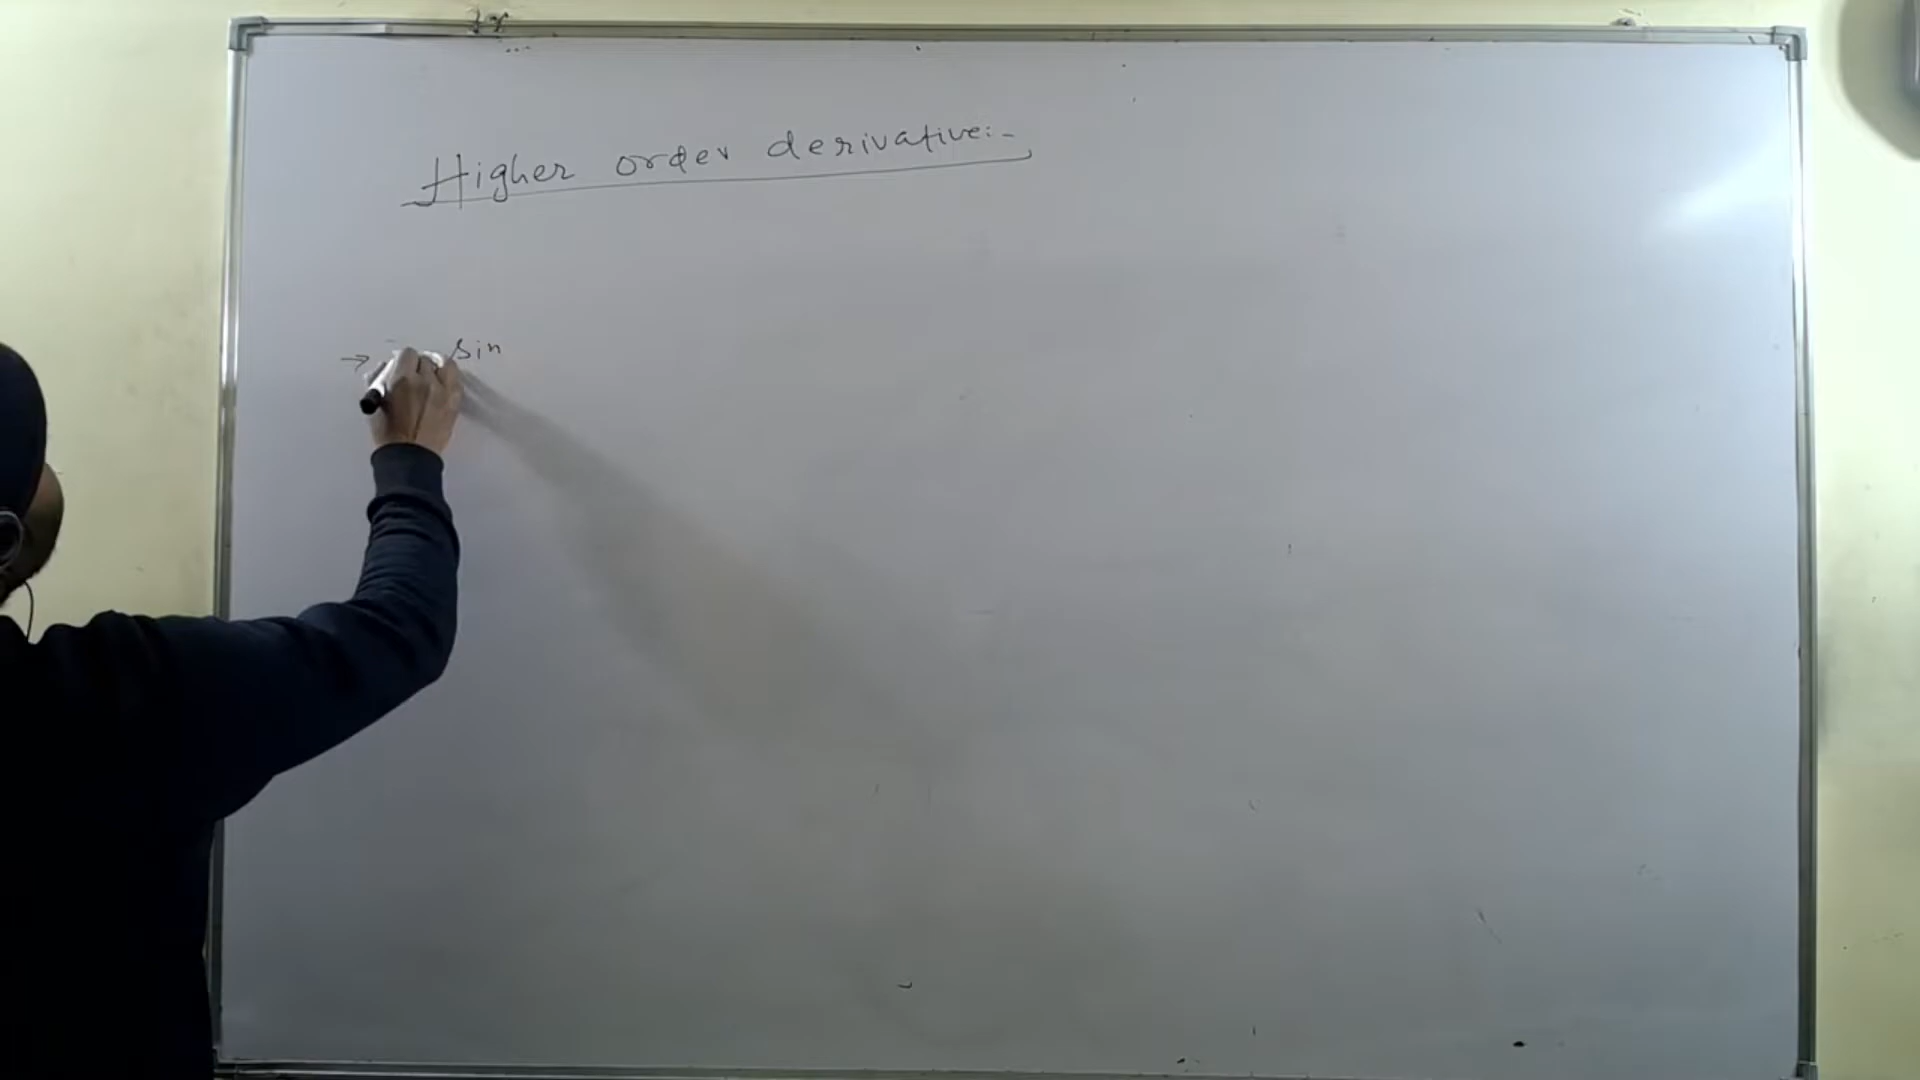 Higher order derivative:-
→ sin